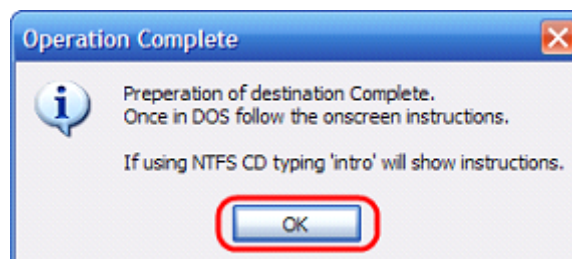 Operation Complete
Preperation of destination Complete.
Once in DOS follow the onscreen instructions.
If using NTFS CD typing 'intro' will show instructions.
OK